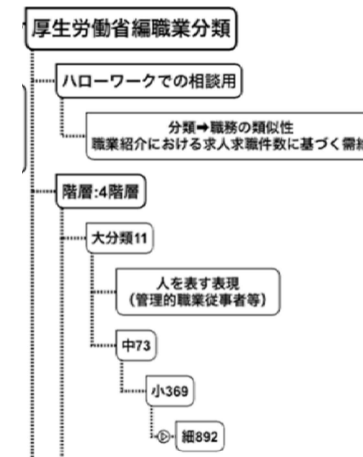 厚生労働省編職業分類
ハローワークでの相談用
分類➡職務の類似性
職業紹介における求人求職件数に基づく需給
階層:4階層
大分類11
人を表す表現
（管理的職業従事者等）
中73
小369
細892